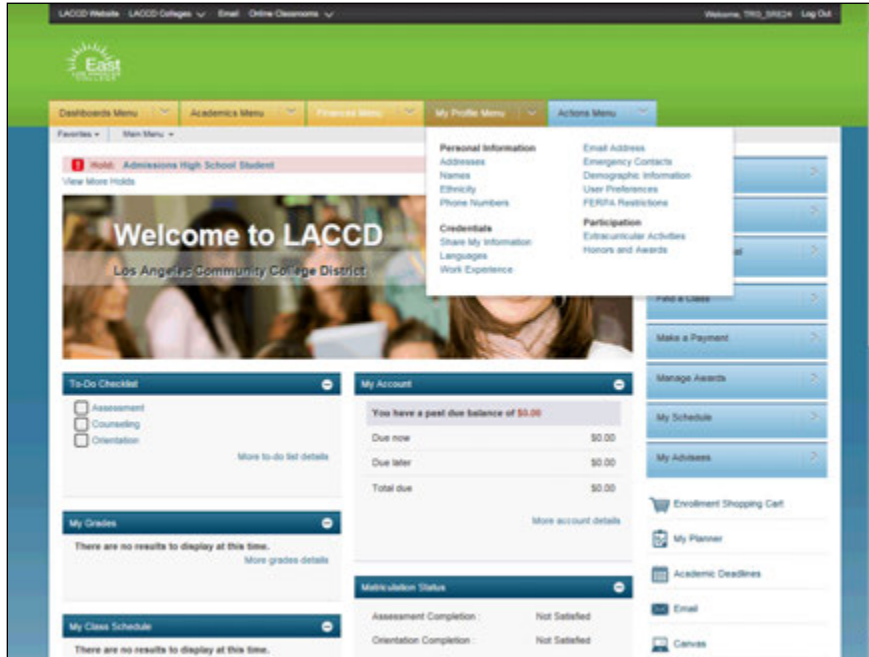 LACCD Website LACCD Colleges Email Online Classrooms Welcome, TRG_SR824 Log Out
East
LOS ANGELES
COLLEGE
Dashboards Menu Academics Menu Finances Menu My Profile Menu Actions Menu
Favorites Main Menu
Hold: Admissions High School Student
View More Holds
Personal Information
Addresses
Names
Ethnicity
Phone Numbers
Credentials
Share My Information
Languages
Work Experience
Email Address
Emergency Contacts
Demographic Information
User Preferences
FERPA Restrictions
Participation
Extracurricular Activities
Honors and Awards
Welcome to LACCD
Los Angeles Community College District
Find a Class
Make a Payment
Manage Awards
My Schedule
My Advisees
To-Do Checklist
Assessment
Counseling
Orientation
More to-do list details
My Account
You have a past due balance of $0.00
Due now $0.00
Due later $0.00
Total due $0.00
More account details
My Grades
There are no results to display at this time.
More grades details
Matriculation Status
Assessment Completion : Not Satisfied
Orientation Completion : Not Satisfied
My Class Schedule
There are no results to display at this time.
Enrollment Shopping Cart
My Planner
Academic Deadlines
Email
Canvas